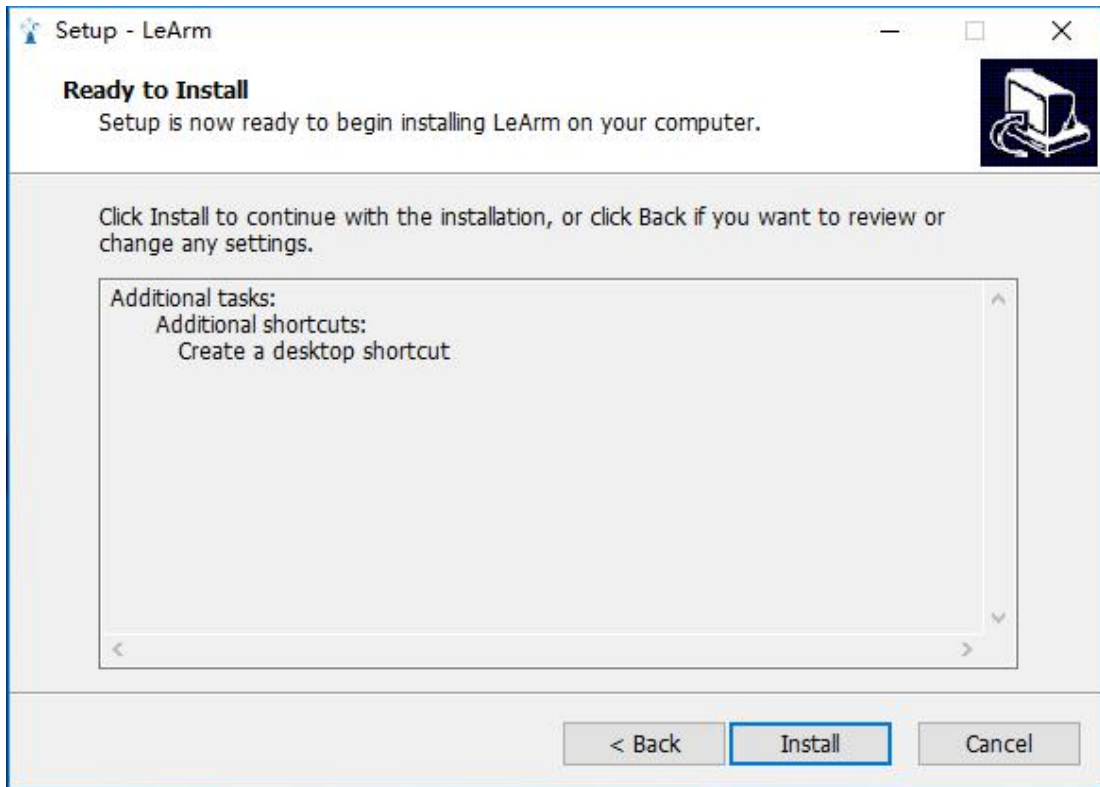 Setup - LeArm
Ready to Install
Setup is now ready to begin installing LeArm on your computer.
Click Install to continue with the installation, or click Back if you want to review or
change any settings.
Additional tasks:
Additional shortcuts:
Create a desktop shortcut
< Back
Install
Cancel